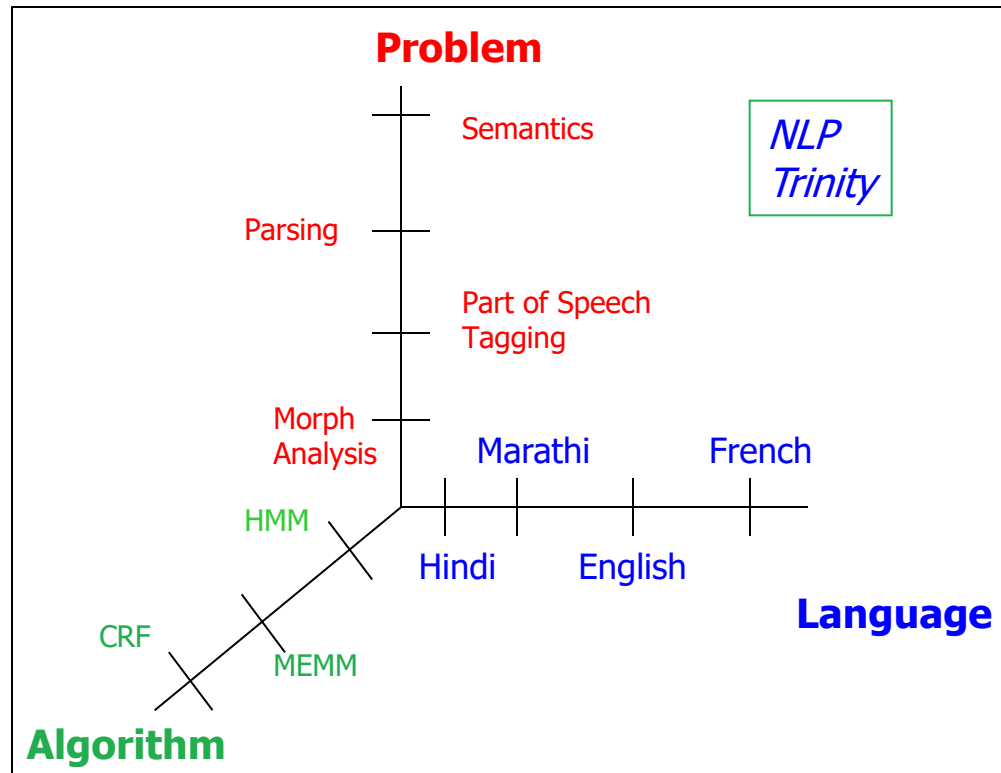 Problem
Semantics
NLP
Trinity
Parsing
Part of Speech
Tagging
Morph
Analysis
Marathi
French
HMM
Hindi
English
Language
CRF
MEMM
Algorithm